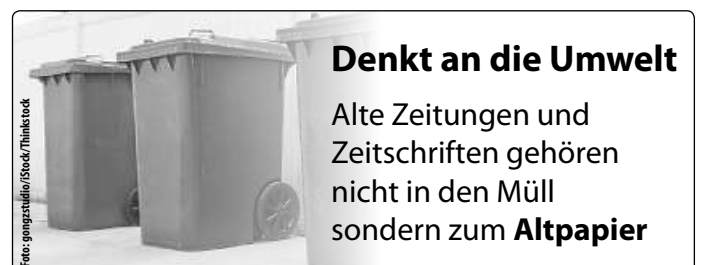 Denkt an die Umwelt
Alte Zeitungen und
Zeitschriften gehören
nicht in den Müll
sondern zum Altpapier
Foto: gongzstudio/iStock/Thinkstock